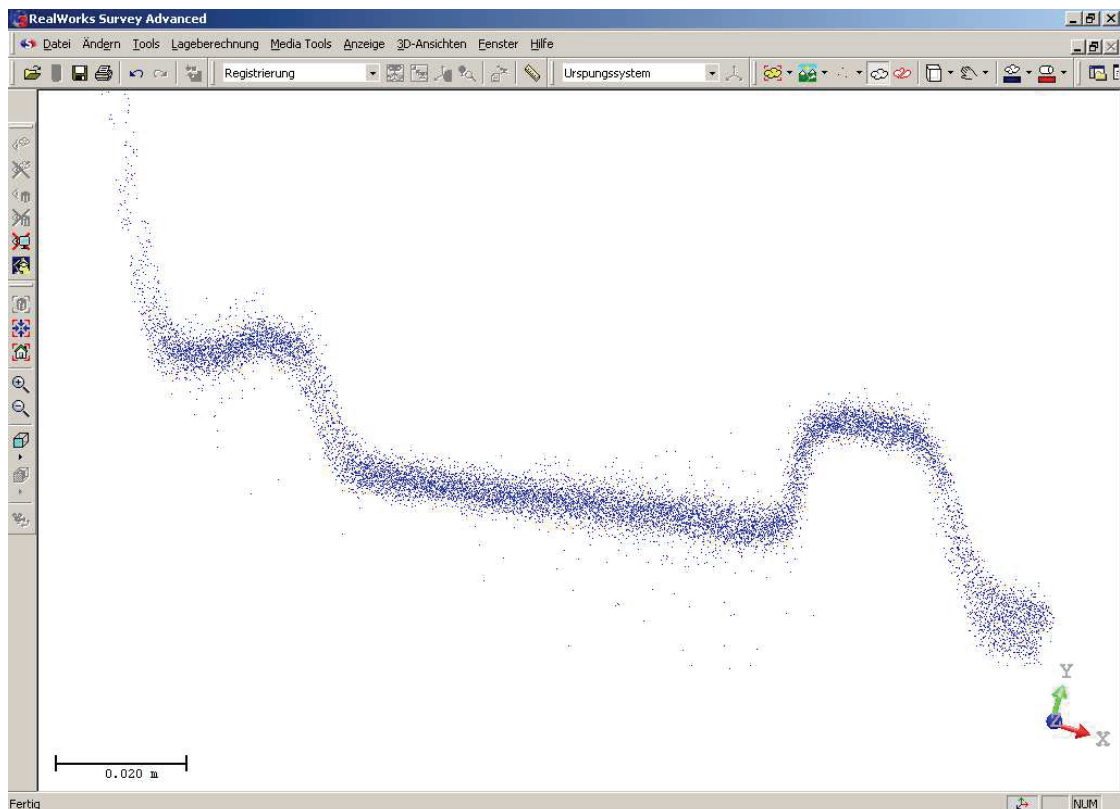 RealWorks Survey Advanced
Datei Ändern Tools Lageberechnung Media Tools Anzeige 3D-Ansichten Fenster Hilfe
Registrierung Urspungssystem
Y
Z
X
0.020 m
Fertig NUM